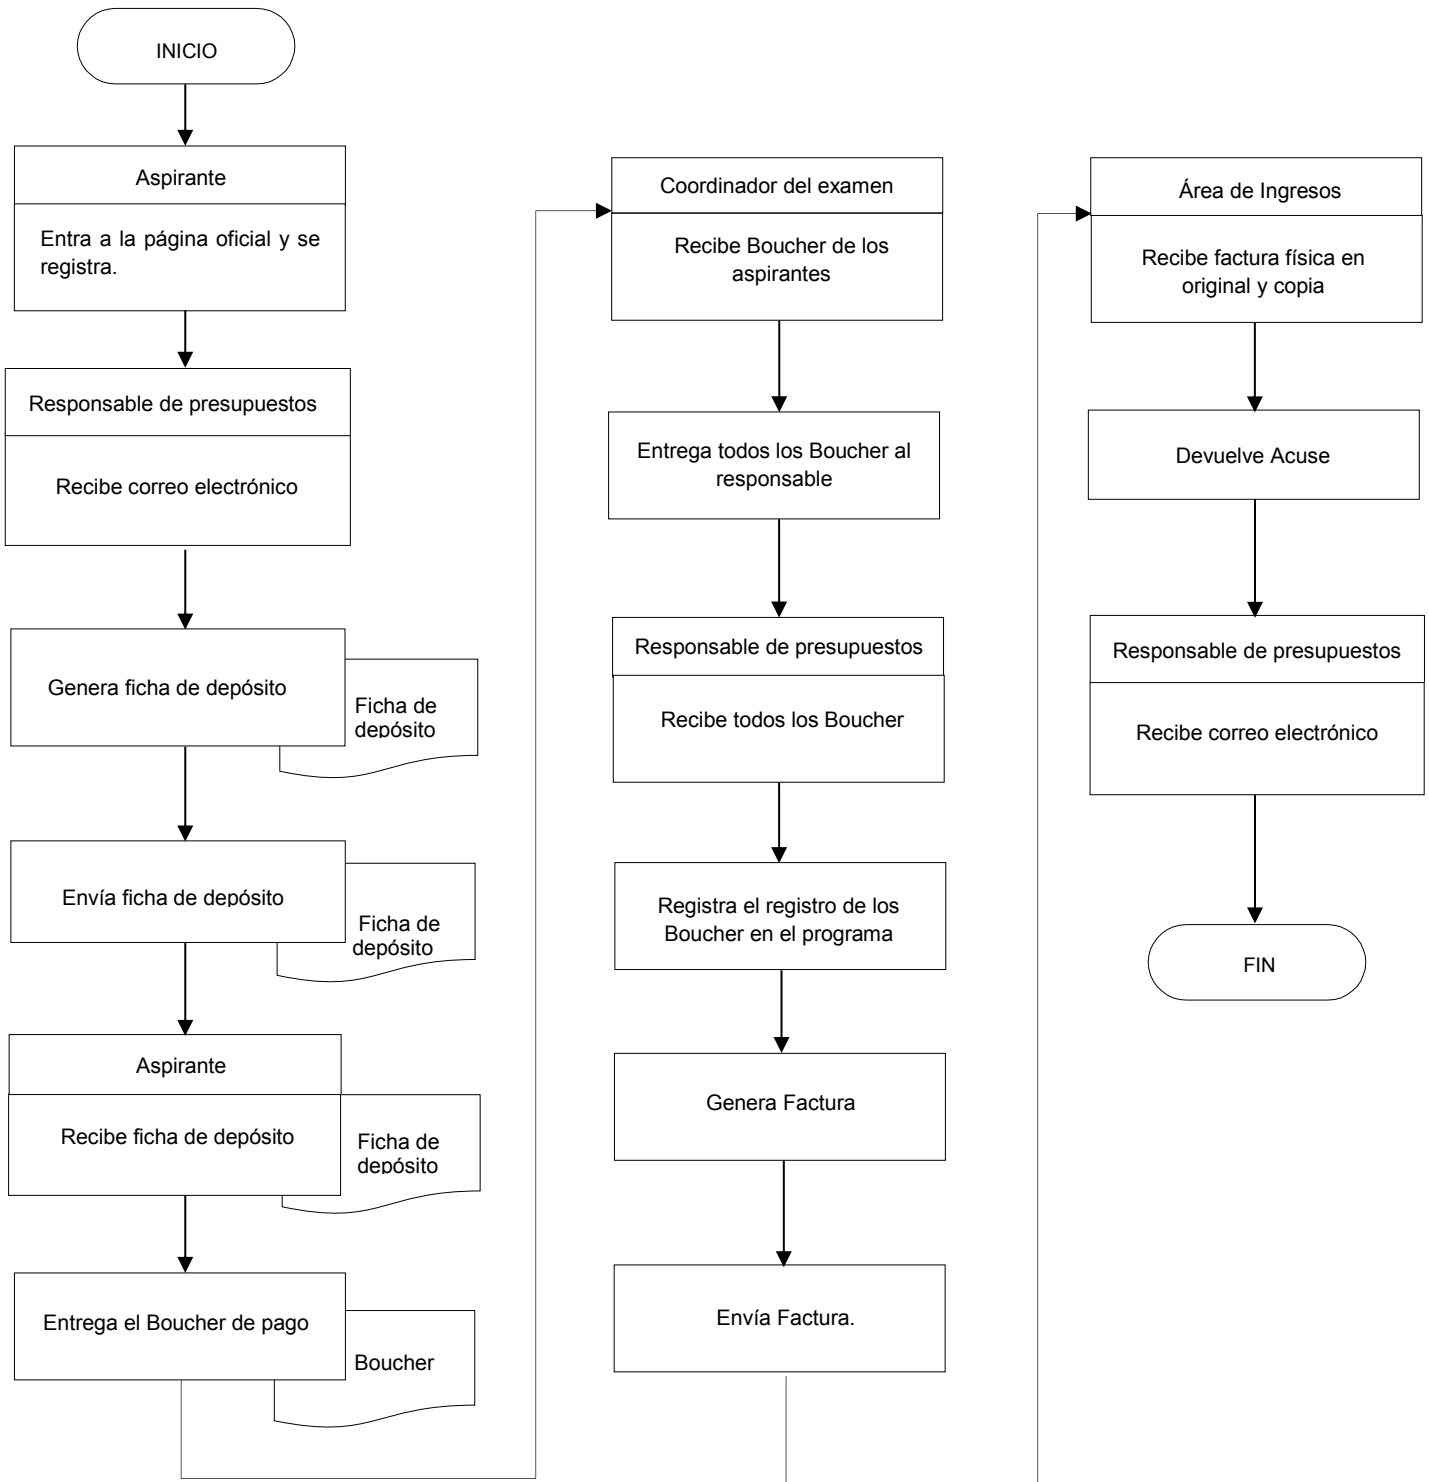 INICIO
Aspirante
Entra a la página oficial y se
registra.
Responsable de presupuestos
Recibe correo electrónico
Genera ficha de depósito
Ficha de
depósito
Envía ficha de depósito
Ficha de
depósito
Aspirante
Recibe ficha de depósito
Ficha de
depósito
Entrega el Boucher de pago
Boucher
Coordinador del examen
Recibe Boucher de los
aspirantes
Entrega todos los Boucher al
responsable
Responsable de presupuestos
Recibe todos los Boucher
Registra el registro de los
Boucher en el programa
Genera Factura
Envía Factura.
Área de Ingresos
Recibe factura física en
original y copia
Devuelve Acuse
Responsable de presupuestos
Recibe correo electrónico
FIN